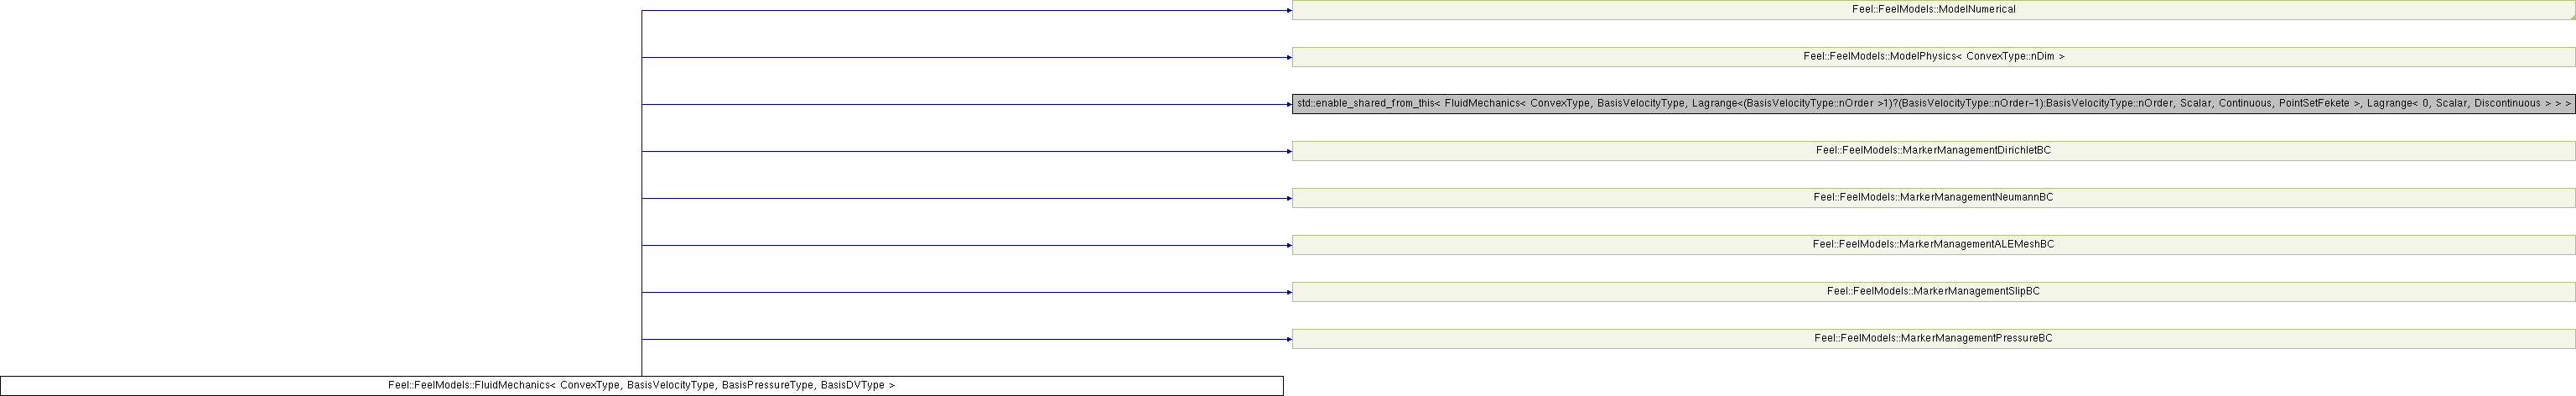 Feel::FeelModels::ModelNumerical
Feel::FeelModels::ModelPhysics< ConvexType::nDim >
std::enable_shared_from_this< FluidMechanics< ConvexType, BasisVelocityType, Lagrange<(BasisVelocityType::nOrder >1)?(BasisVelocityType::nOrder-1):BasisVelocityType::nOrder, Scalar, Continuous, PointSetFekete >, Lagrange< 0, Scalar, Discontinuous > > >
Feel::FeelModels::MarkerManagementDirichletBC
Feel::FeelModels::MarkerManagementNeumannBC
Feel::FeelModels::MarkerManagementALEMeshBC
Feel::FeelModels::MarkerManagementSlipBC
Feel::FeelModels::MarkerManagementPressureBC
Feel::FeelModels::FluidMechanics< ConvexType, BasisVelocityType, BasisPressureType, BasisDVType >